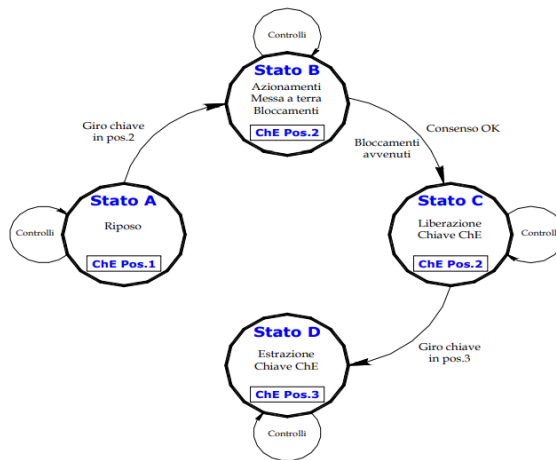 Controlli
Stato B
Azionamenti
Messa a terra
Bloccamenti
ChE Pos.2
Giro chiave
in pos.2
Consenso OK
Bloccamenti
avvenuti
Stato A
Riposo
ChE Pos.1
Controlli
Stato C
Liberazione
Chiave ChE
ChE Pos.2
Controlli
Stato D
Estrazione
Chiave ChE
ChE Pos.3
Giro chiave
in pos.3
Controlli